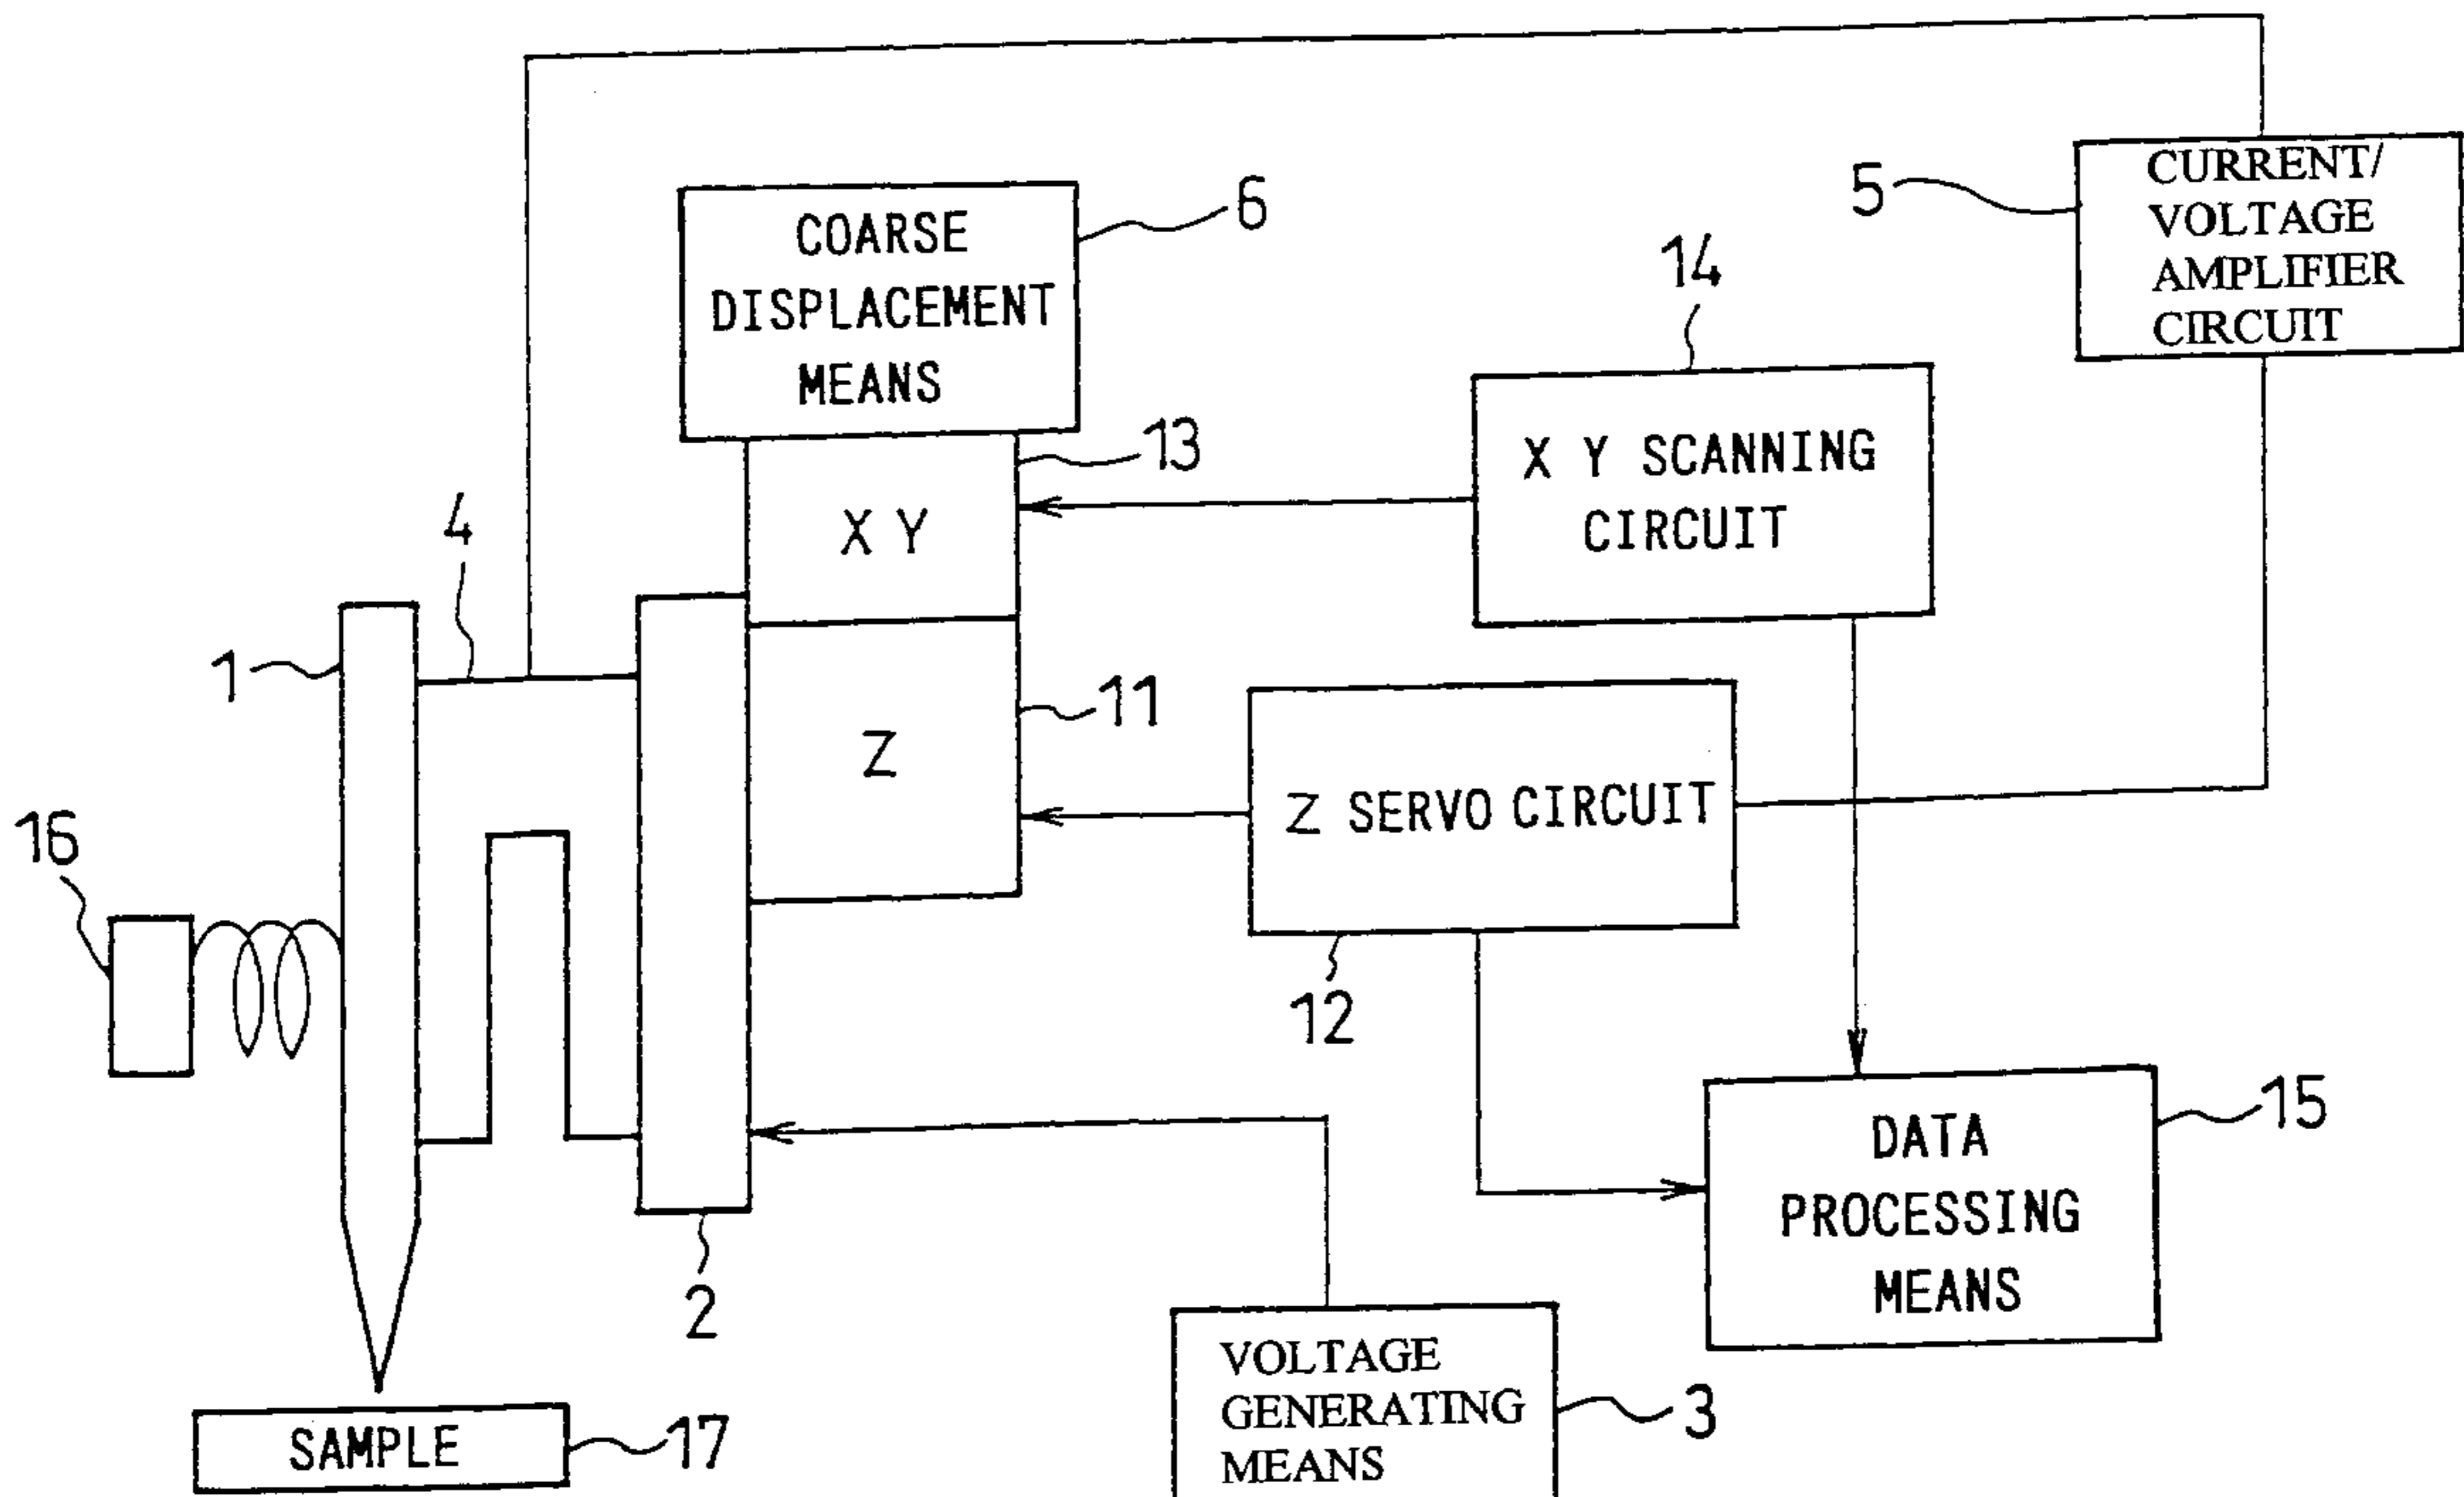 6
COARSE
DISPLACEMENT
MEANS
5
CURRENT/
VOLTAGE
AMPLIFIER
CIRCUIT
14
13
X Y SCANNING
CIRCUIT
X Y
4
1
11
Z
Z SERVO CIRCUIT
16
12
15
DATA
PROCESSING
MEANS
2
VOLTAGE
GENERATING
MEANS
3
SAMPLE
17